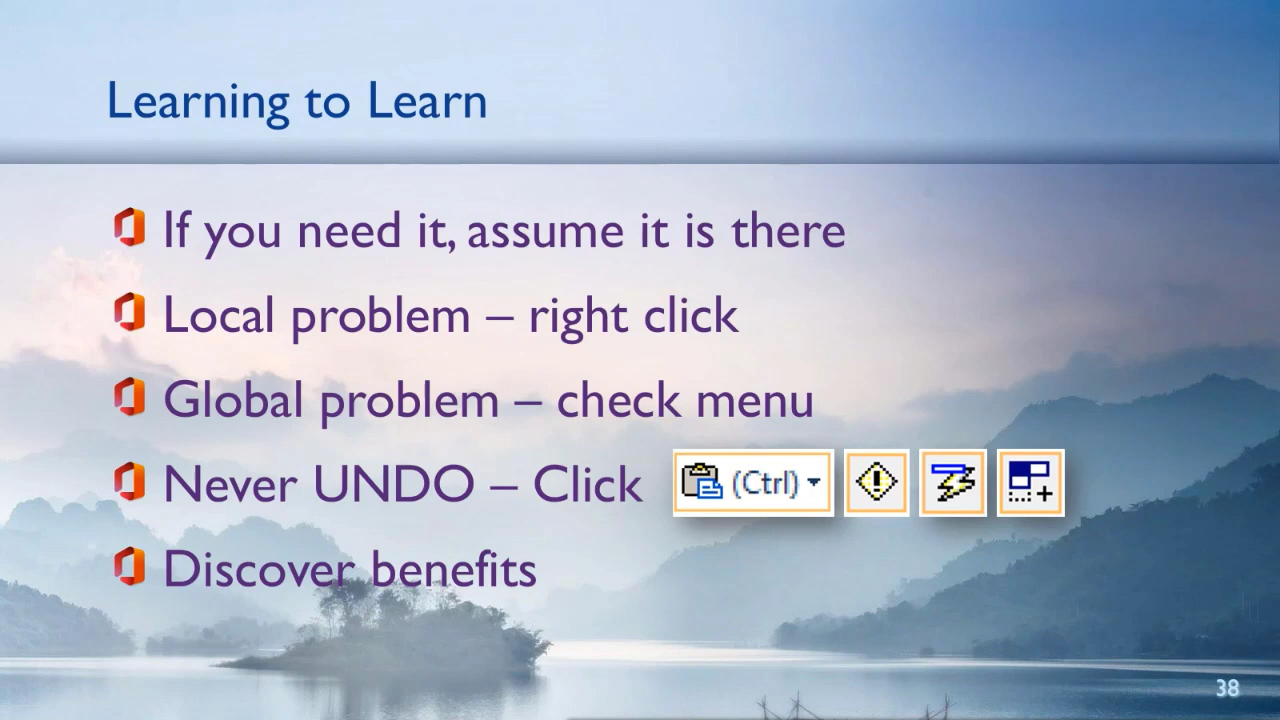 Learning to Learn
If you need it, assume it is there
Local problem – right click
Global problem – check menu
Never UNDO – Click (Ctrl)
Discover benefits
38